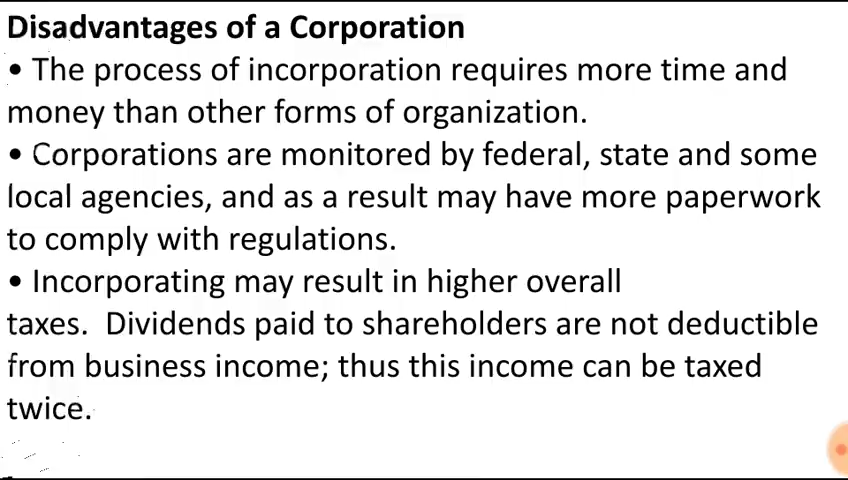 Disadvantages of a Corporation
• The process of incorporation requires more time and
money than other forms of organization.
• Corporations are monitored by federal, state and some
local agencies, and as a result may have more paperwork
to comply with regulations.
• Incorporating may result in higher overall
taxes.  Dividends paid to shareholders are not deductible
from business income; thus this income can be taxed
twice.